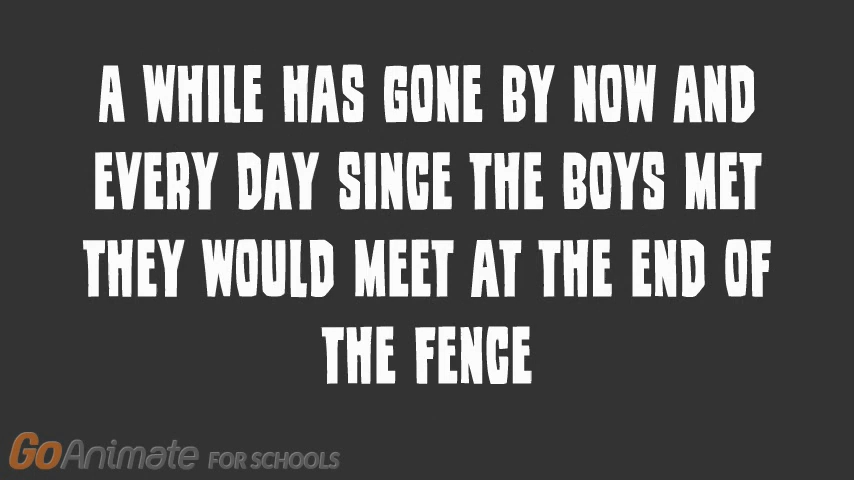 A WHILE HAS GONE BY NOW AND
EVERY DAY SINCE THE BOYS MET
THEY WOULD MEET AT THE END OF
THE FENCE
GoAnimate FOR SCHOOLS